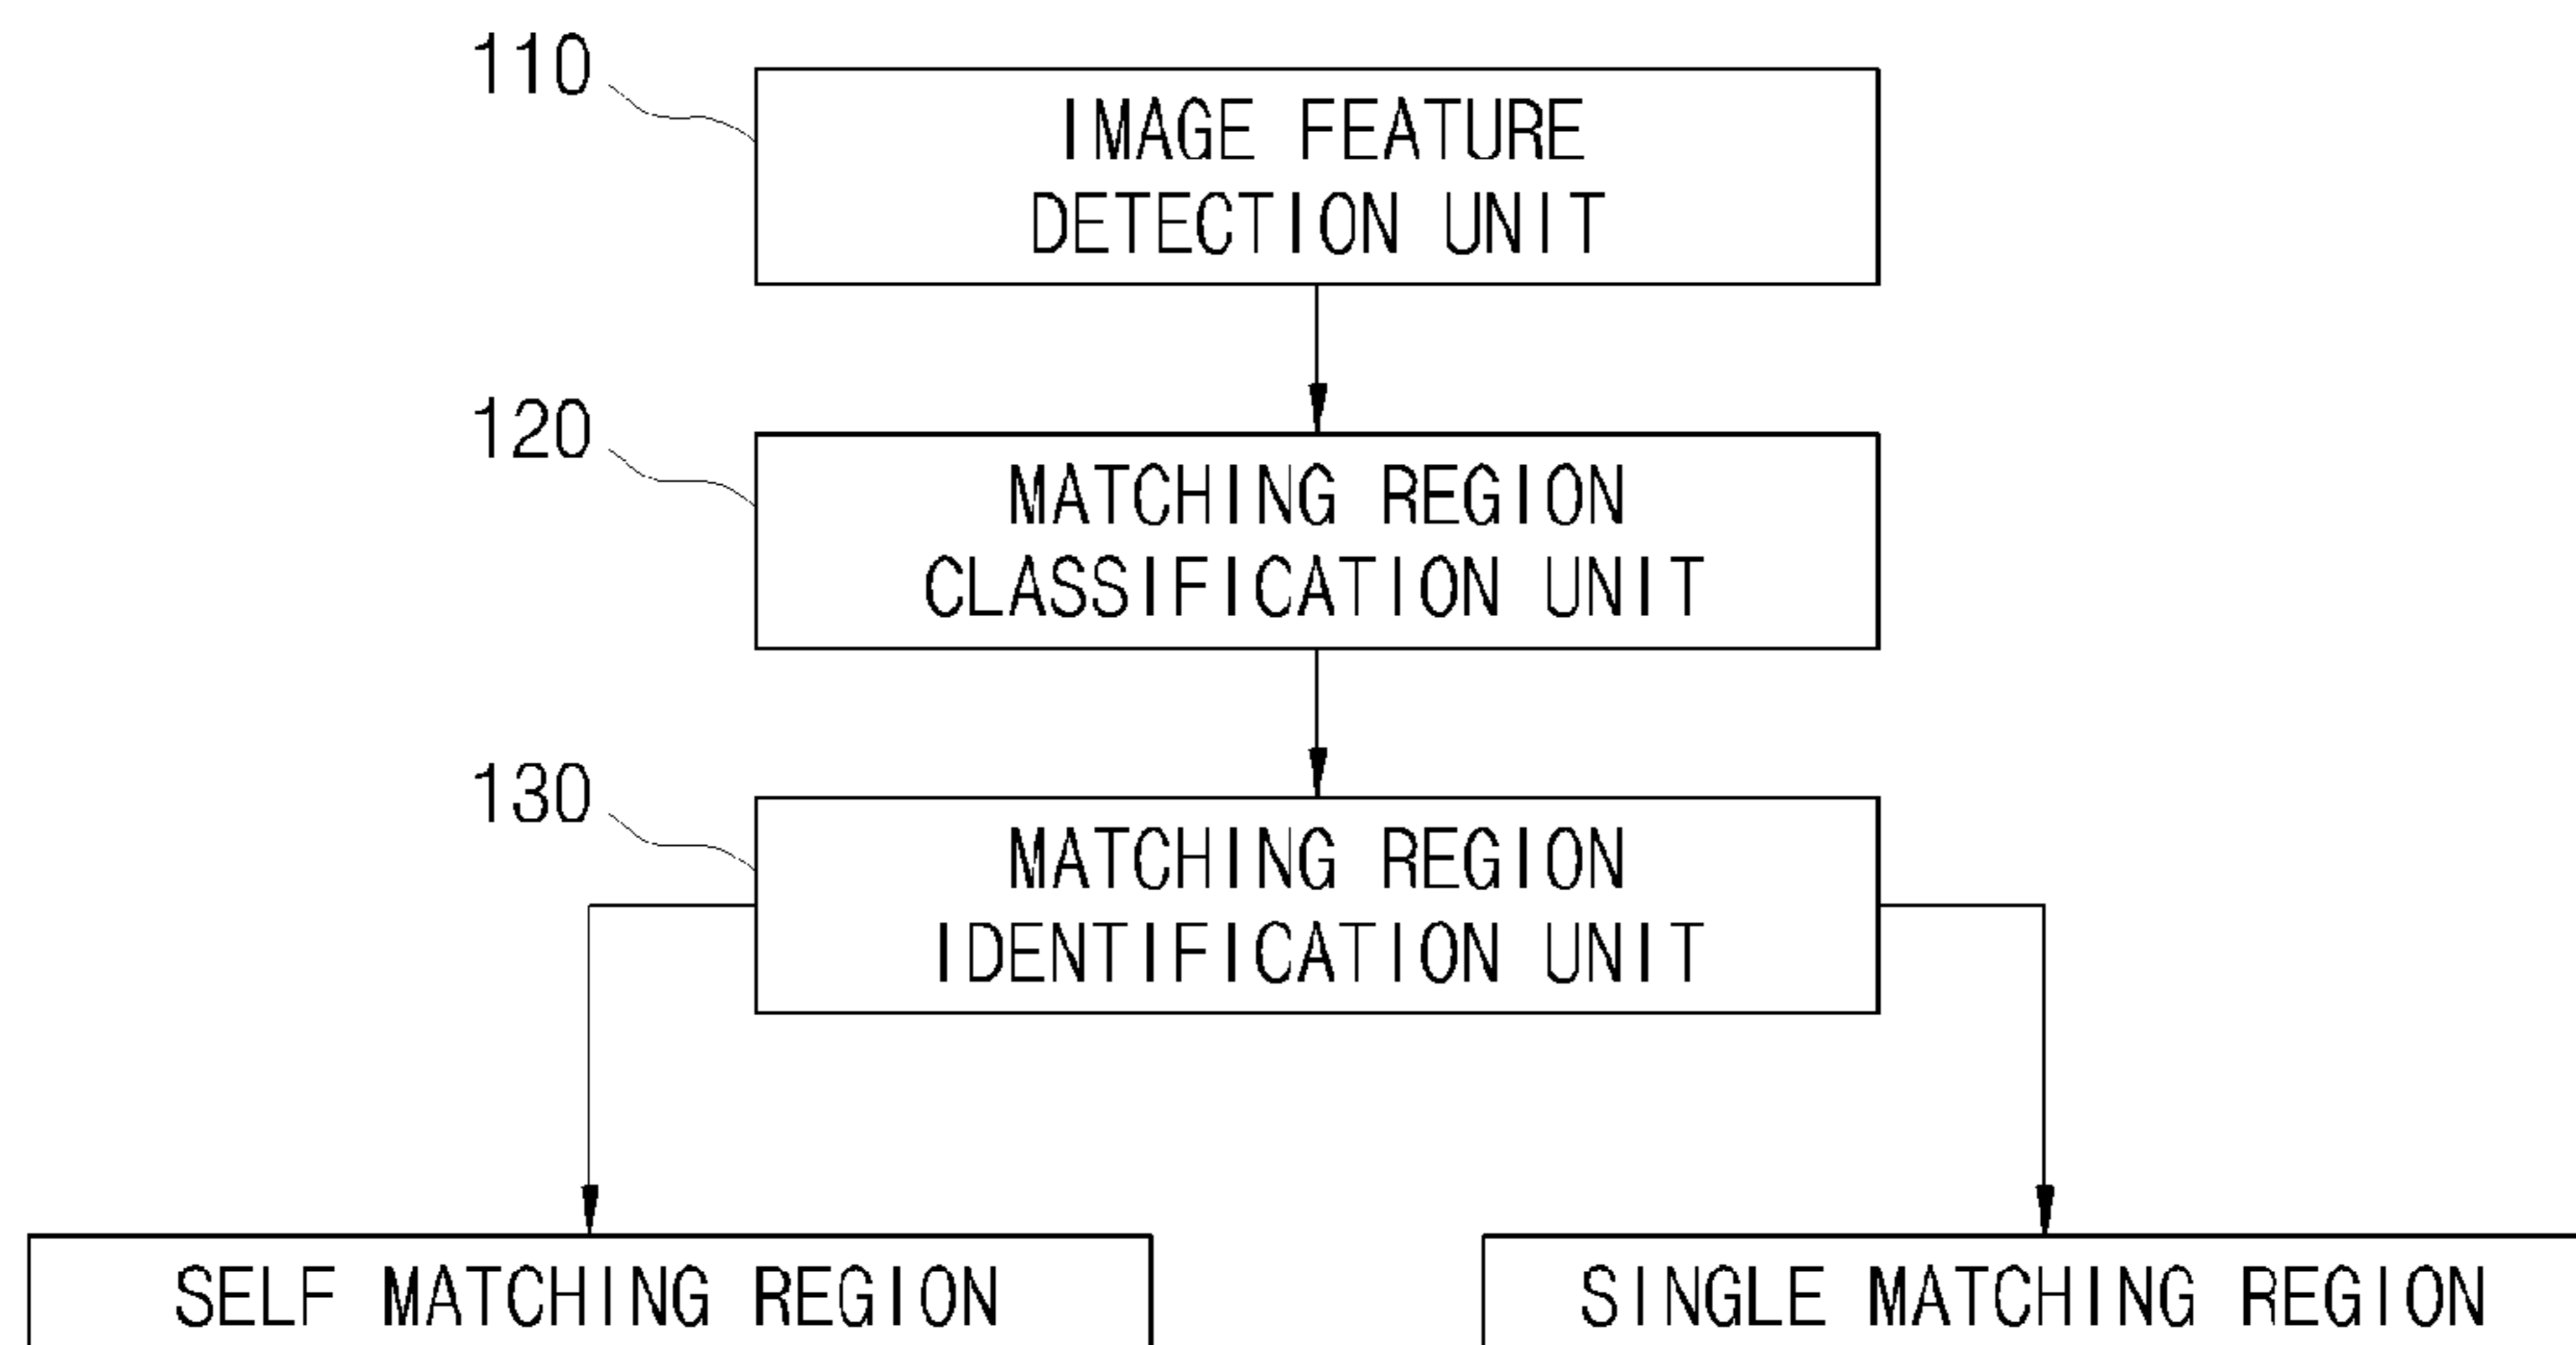 110
IMAGE FEATURE
DETECTION UNIT
120
MATCHING REGION
CLASSIFICATION UNIT
130
MATCHING REGION
IDENTIFICATION UNIT
SELF MATCHING REGION
SINGLE MATCHING REGION